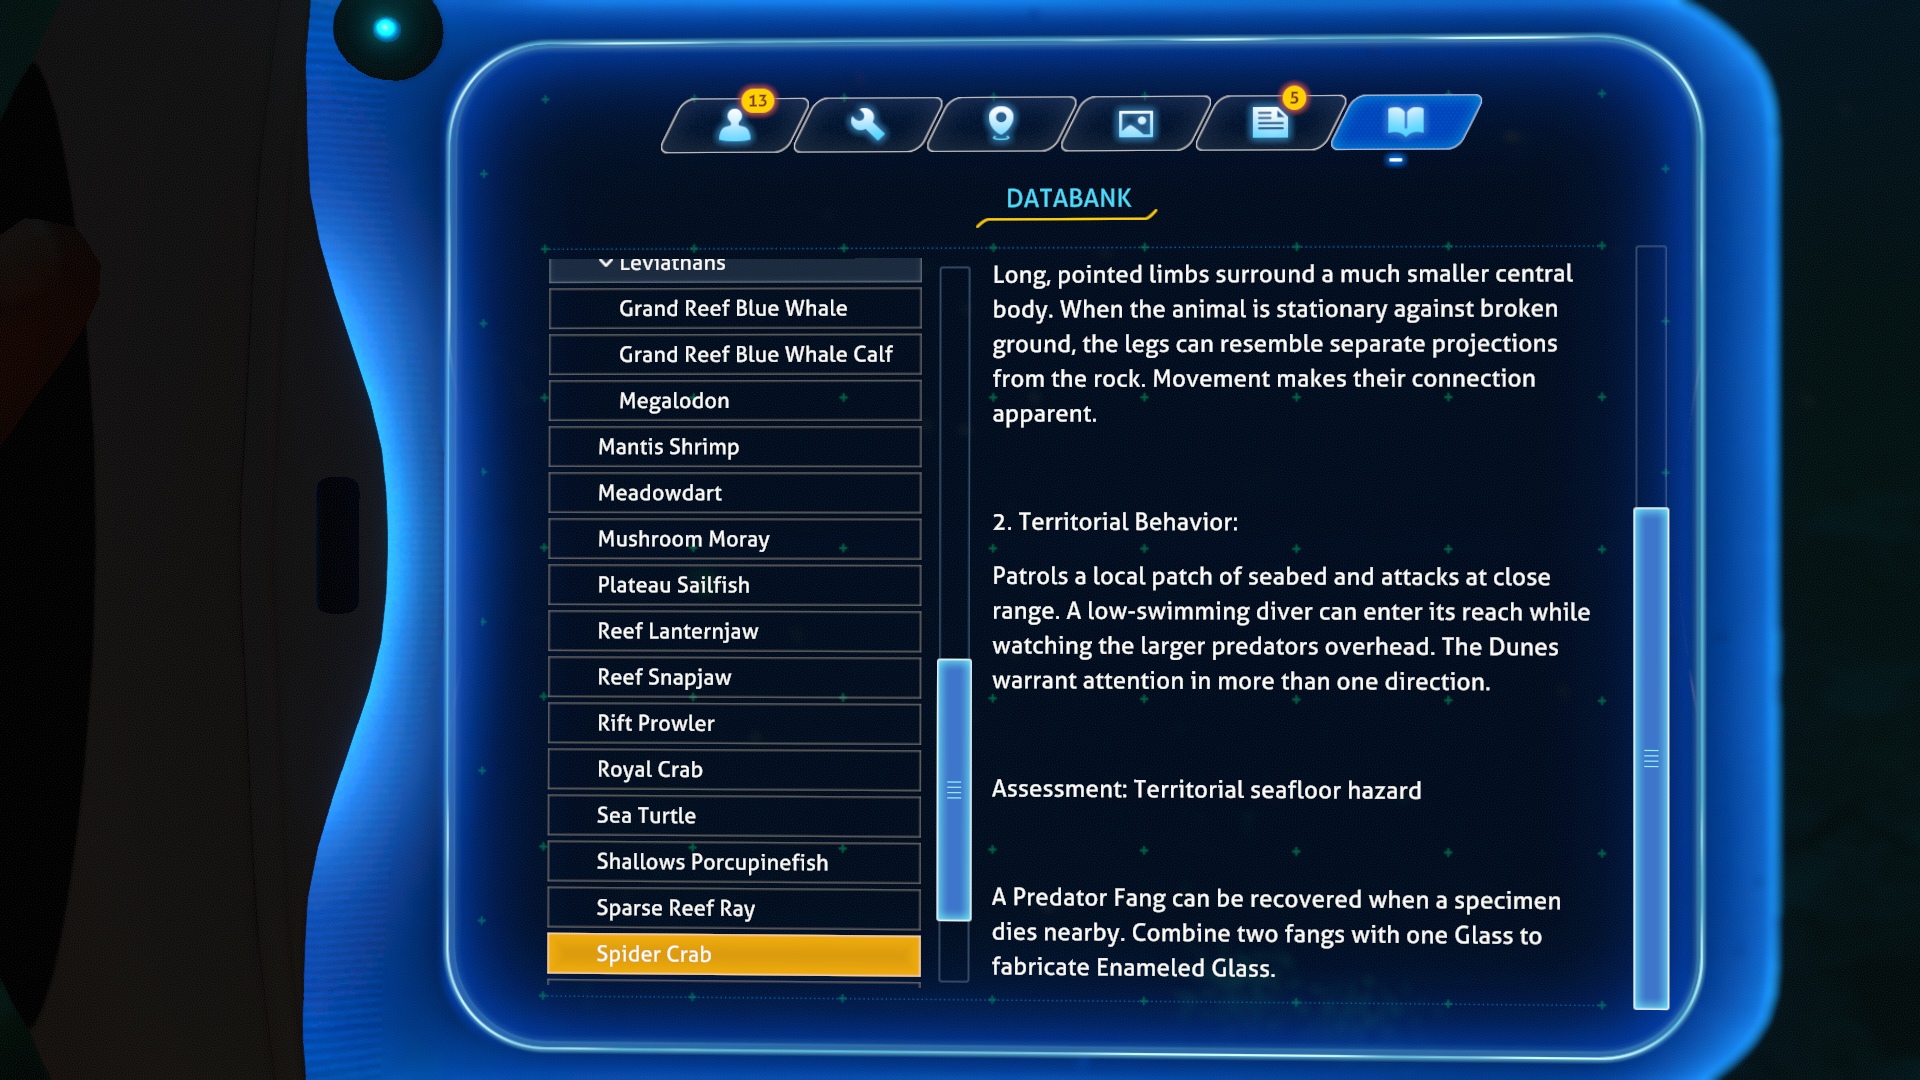 13
5
DATABANK
Leviathans
Grand Reef Blue Whale
Grand Reef Blue Whale Calf
Megalodon
Mantis Shrimp
Meadowdart
Mushroom Moray
Plateau Sailfish
Reef Lanternjaw
Reef Snapjaw
Rift Prowler
Royal Crab
Sea Turtle
Shallows Porcupinefish
Sparse Reef Ray
Spider Crab
Long, pointed limbs surround a much smaller central
body. When the animal is stationary against broken
ground, the legs can resemble separate projections
from the rock. Movement makes their connection
apparent.
2. Territorial Behavior:
Patrols a local patch of seabed and attacks at close
range. A low-swimming diver can enter its reach while
watching the larger predators overhead. The Dunes
warrant attention in more than one direction.
Assessment: Territorial seafloor hazard
A Predator Fang can be recovered when a specimen
dies nearby. Combine two fangs with one Glass to
fabricate Enameled Glass.